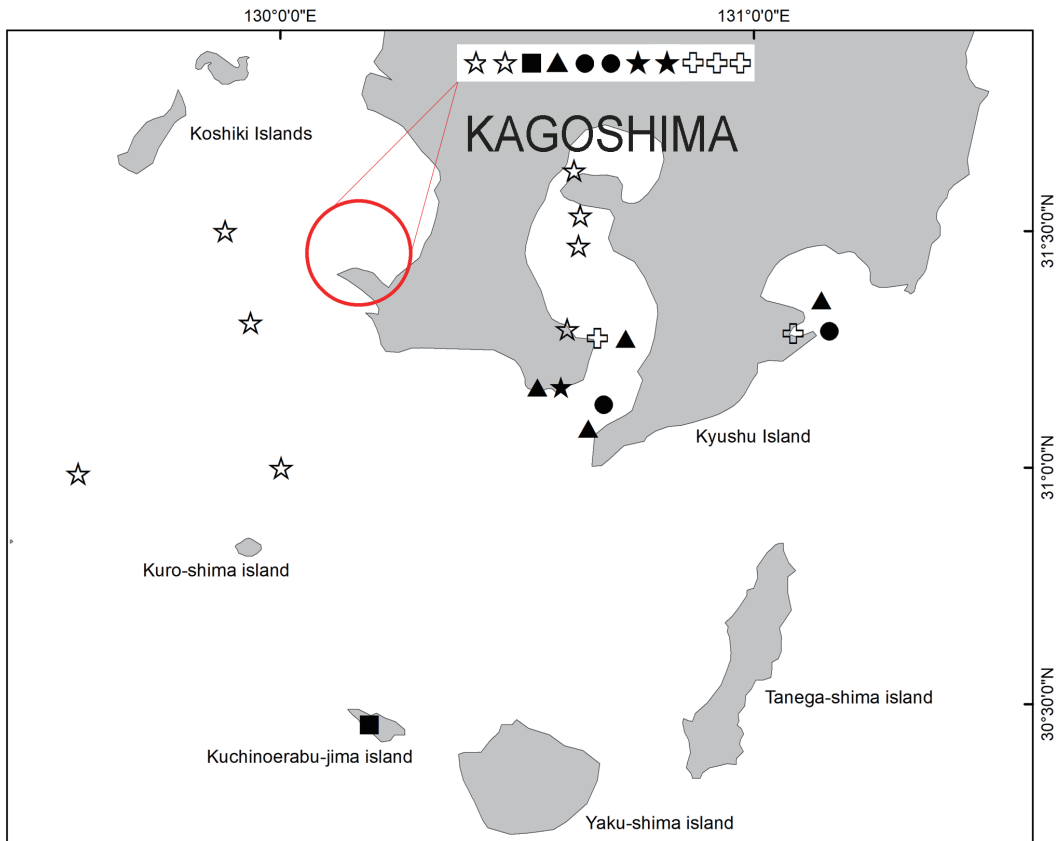 130°0'0"E
131°0'0"E
Koshiki Islands
KAGOSHIMA
31°30'0"N
Kyushu Island
31°0'0"N
Kuro-shima island
Tanega-shima island
30°30'0"N
Kuchinoerabu-jima island
Yaku-shima island